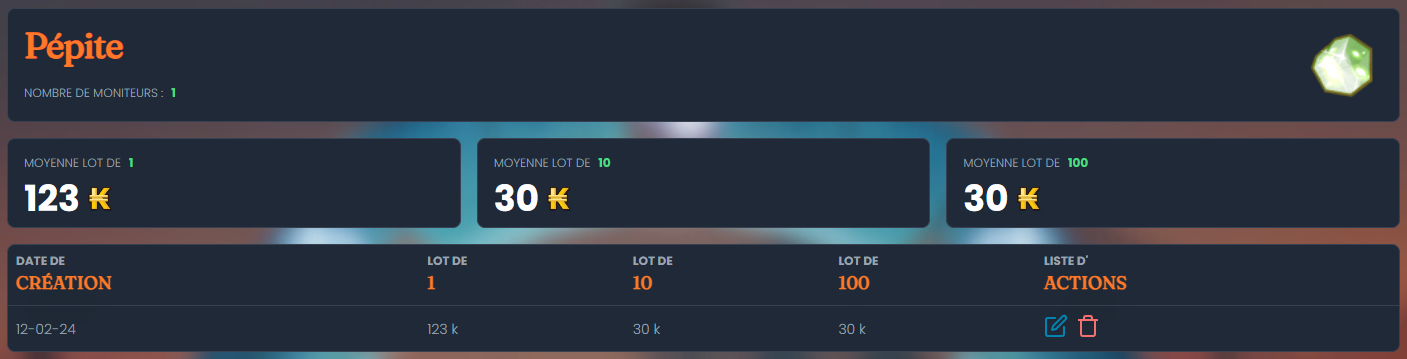 Pépite
NOMBRE DE MONITEURS : 1
MOYENNE LOT DE 1
123 ₭
MOYENNE LOT DE 10
30 ₭
MOYENNE LOT DE 100
30 ₭
DATE DE
CRÉATION
LOT DE
1
LOT DE
10
LOT DE
100
LISTE D'
ACTIONS
12-02-24
123 k
30 k
30 k